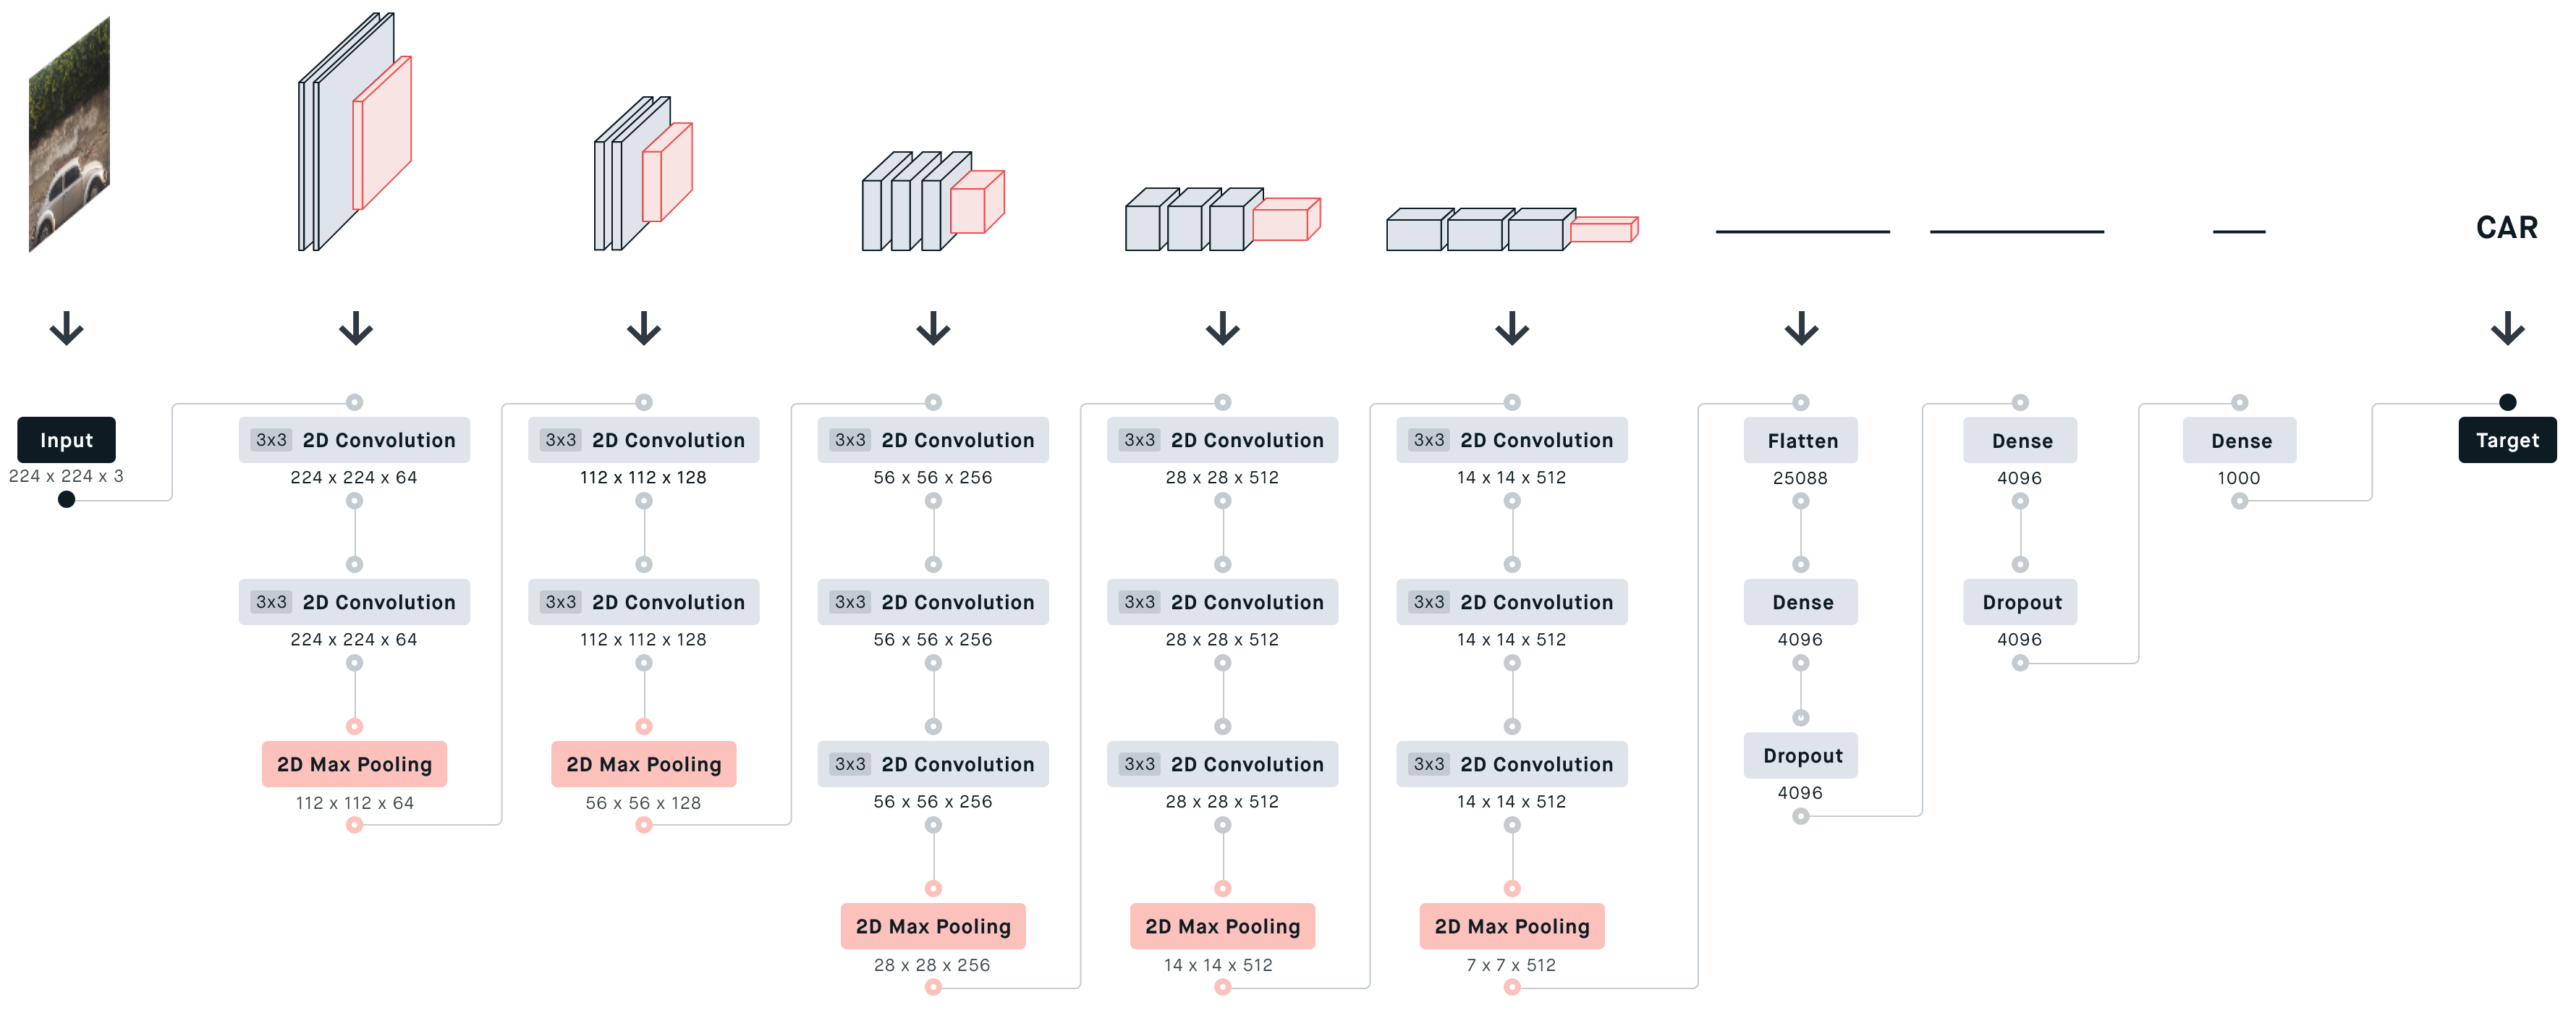 CAR
Input
224 x 224 x 3
3x3 2D Convolution
224 x 224 x 64
3x3 2D Convolution
224 x 224 x 64
2D Max Pooling
112 x 112 x 64
3x3 2D Convolution
112 x 112 x 128
3x3 2D Convolution
112 x 112 x 128
2D Max Pooling
56 x 56 x 128
3x3 2D Convolution
56 x 56 x 256
3x3 2D Convolution
56 x 56 x 256
3x3 2D Convolution
56 x 56 x 256
2D Max Pooling
28 x 28 x 256
3x3 2D Convolution
28 x 28 x 512
3x3 2D Convolution
28 x 28 x 512
3x3 2D Convolution
28 x 28 x 512
2D Max Pooling
14 x 14 x 512
3x3 2D Convolution
14 x 14 x 512
3x3 2D Convolution
14 x 14 x 512
3x3 2D Convolution
14 x 14 x 512
2D Max Pooling
7 x 7 x 512
Flatten
25088
Dense
4096
Dropout
4096
Dense
4096
Dropout
4096
Dense
1000
Target